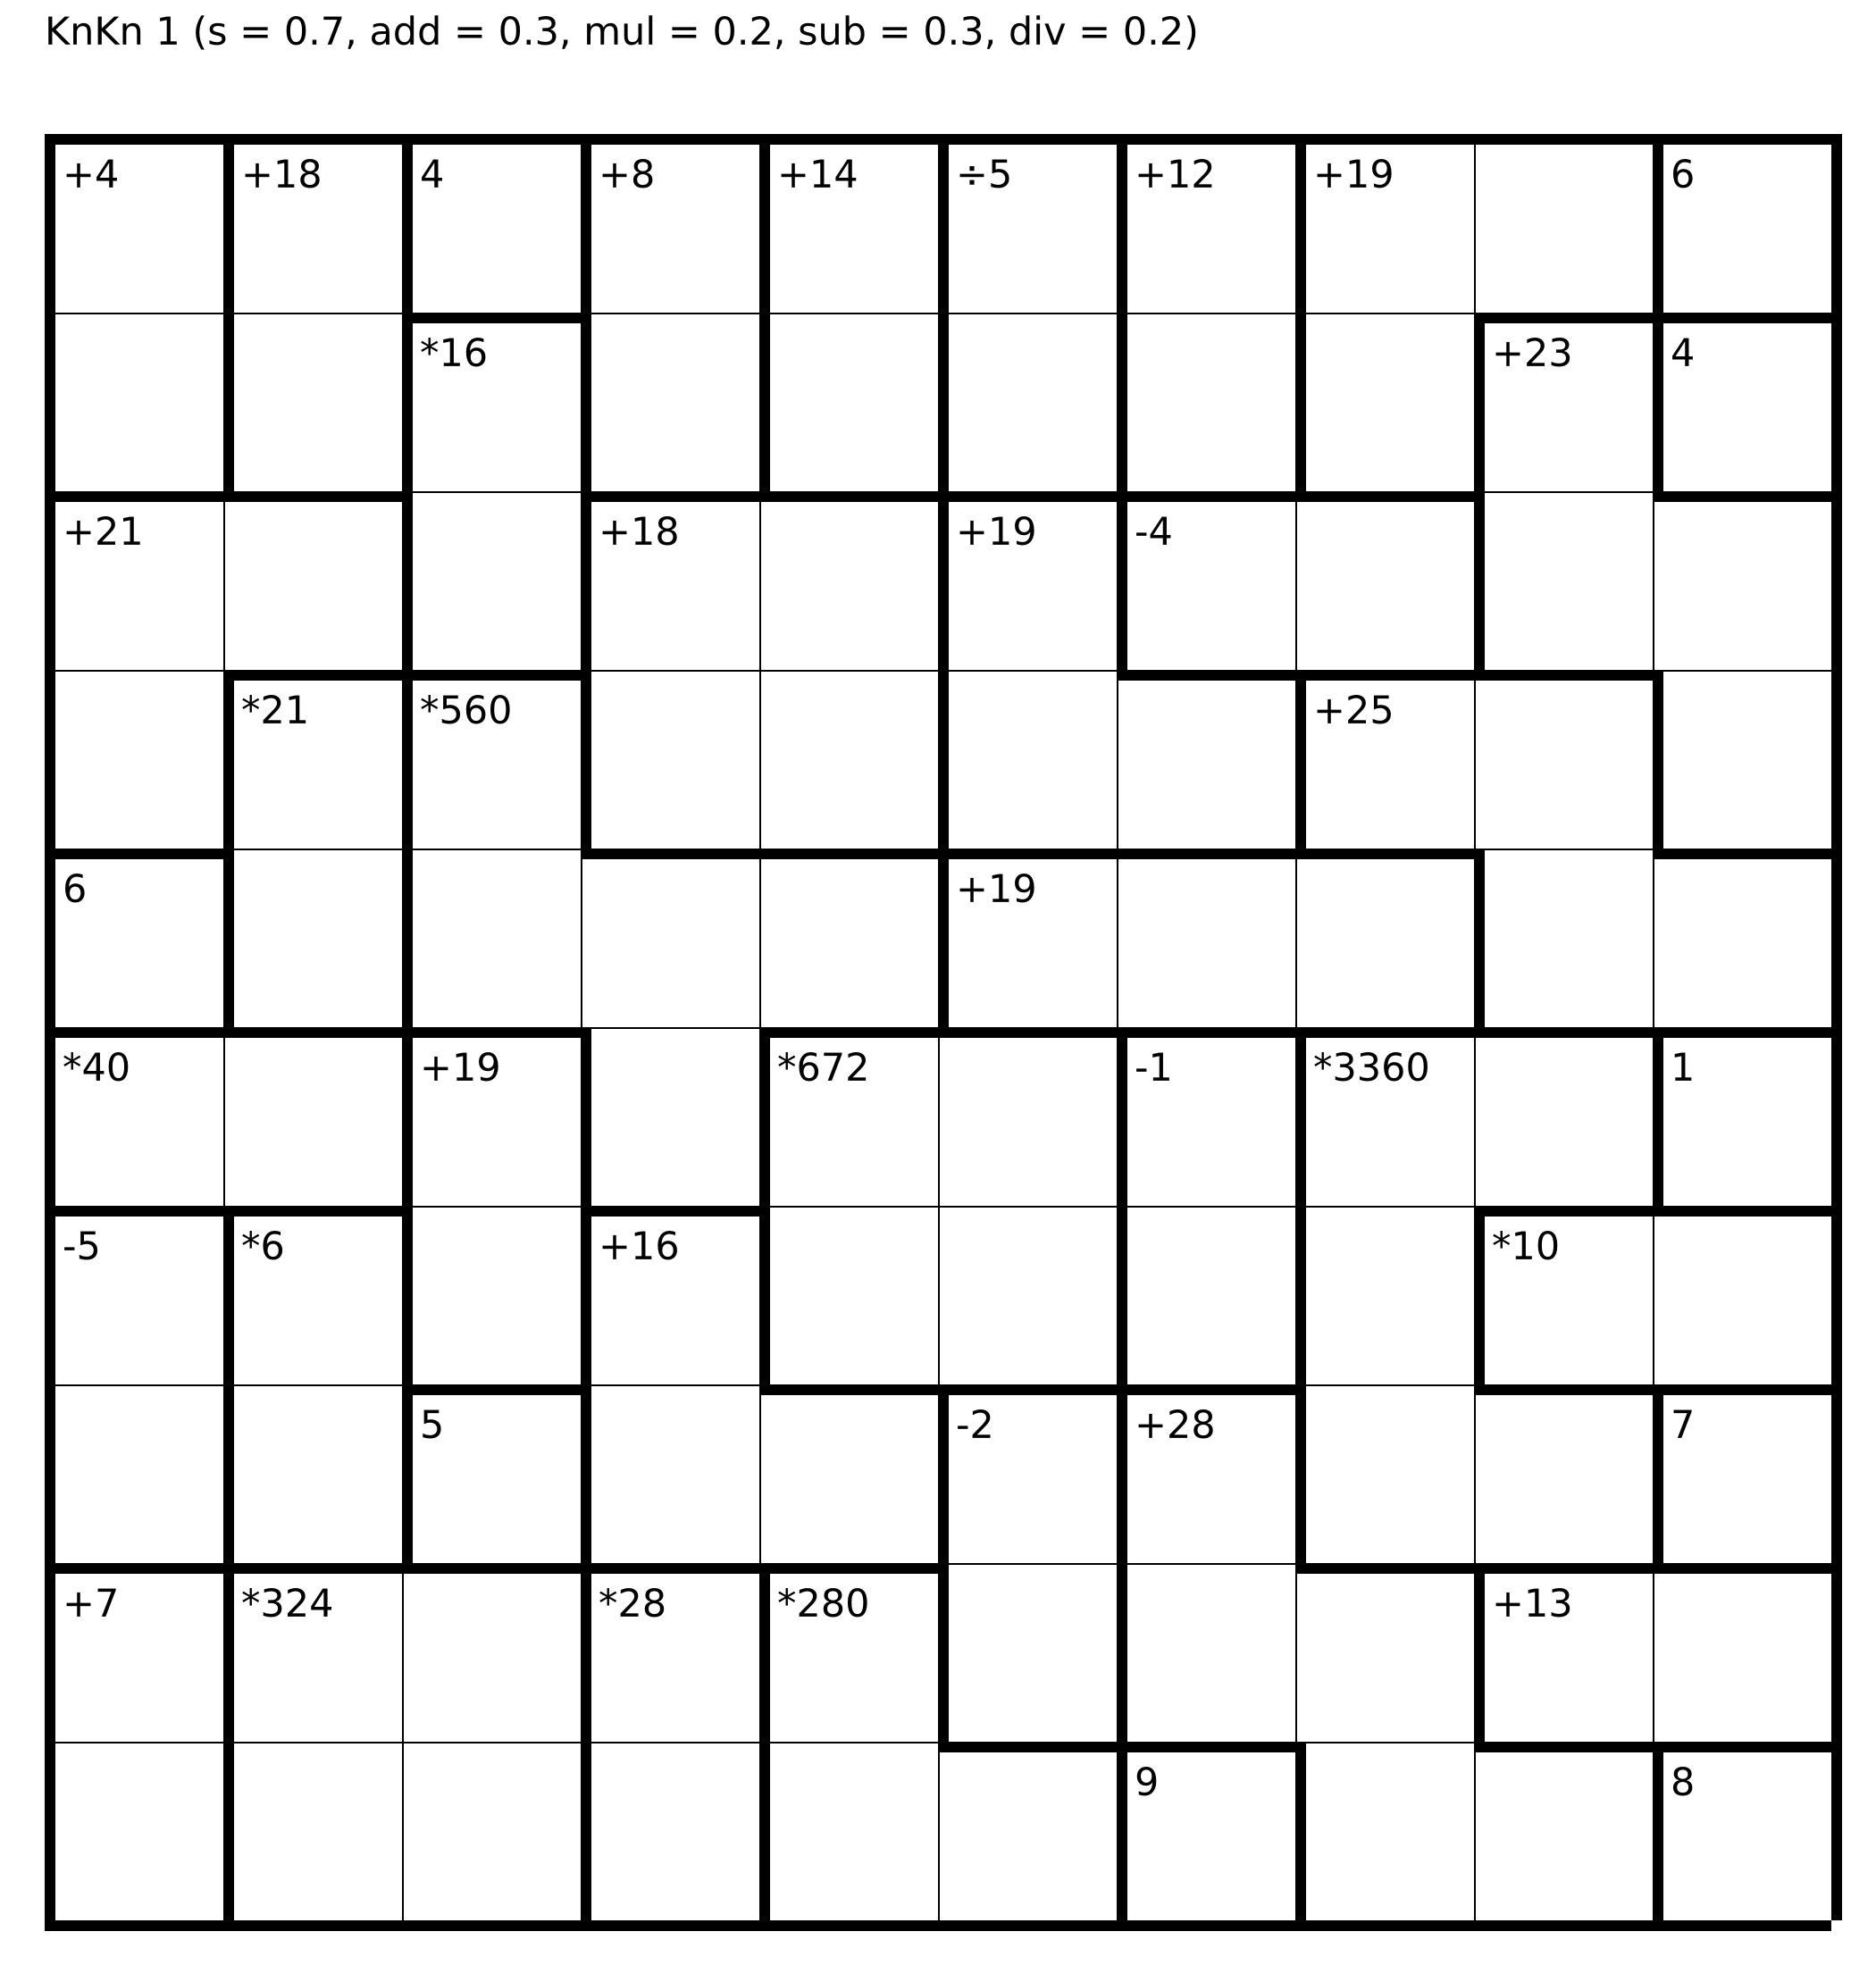 KnKn 1 (s = 0.7, add = 0.3, mul = 0.2, sub = 0.3, div = 0.2)
+4 +18 4 +8 +14 ÷5 +12 +19 6
*16 +23 4
+21 +18 +19 -4
*21 *560 +25
6 +19
*40 +19 *672 -1 *3360 1
-5 *6 +16 *10
5 -2 +28 7
+7 *324 *28 *280 +13
9 8